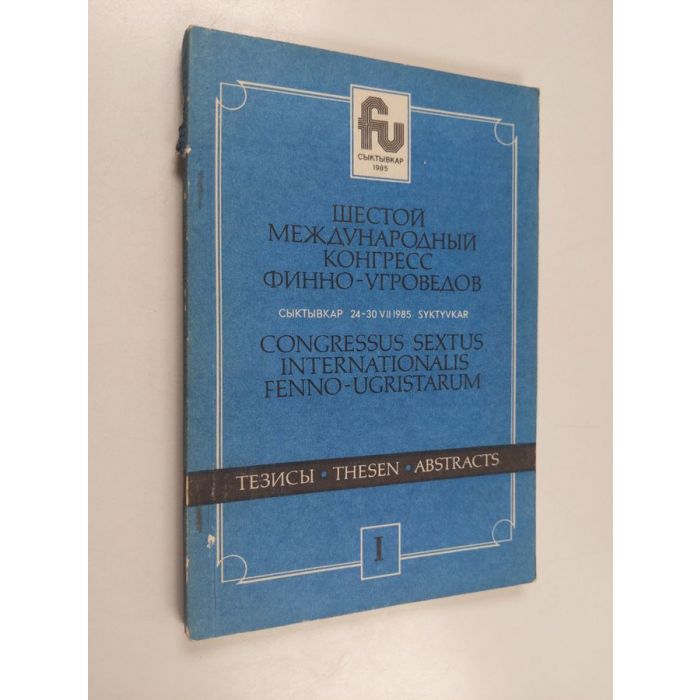 fu
СЫКТЫВКАР
1985
ШЕСТОЙ
МЕЖДУНАРОДНЫЙ
КОНГРЕСС
ФИННО-УГРОВЕДОВ
СЫКТЫВКАР 24-30 VII 1985 SYKTYVKAR
CONGRESSUS SEXTUS
INTERNATIONALIS
FENNO-UGRISTARUM
ТЕЗИСЫ • THESEN • ABSTRACTS
I